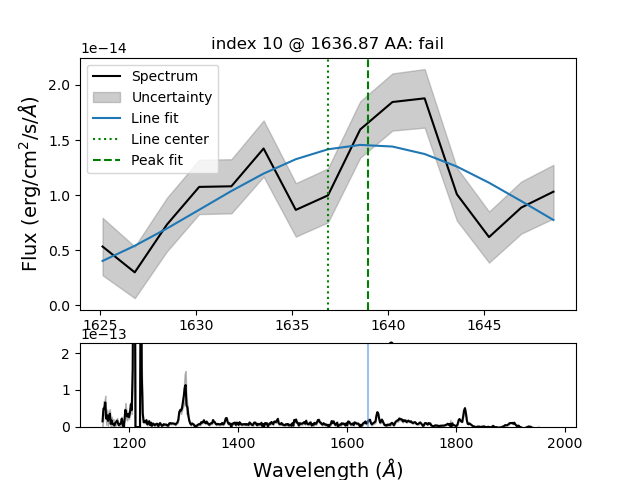 index 10 @ 1636.87 AA: fail
1e−14
Flux (erg/cm²/s/Å)
2.0
1.5
1.0
0.5
0.0
Spectrum
Uncertainty
Line fit
Line center
Peak fit
1625 1630 1635 1640 1645
1e−13
2
1
0
1200 1400 1600 1800 2000
Wavelength (Å)